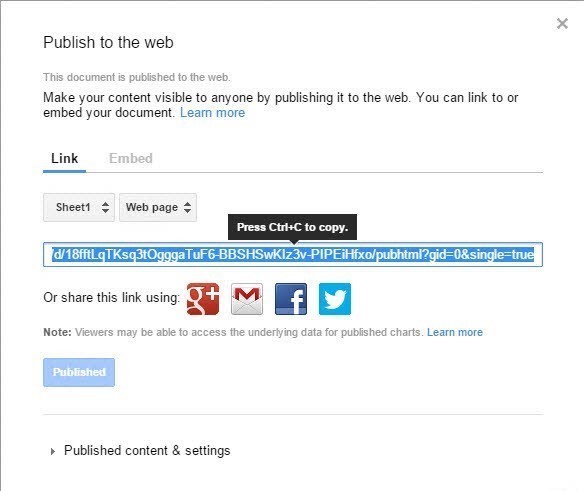 Publish to the web
This document is published to the web.
Make your content visible to anyone by publishing it to the web. You can link to or
embed your document. Learn more
Link Embed
Sheet1 Web page
Press Ctrl+C to copy.
/d/18fftLqTKsq3tOgggaTuF6-BBSHSwKIz3v-PIPEiHfxo/pubhtml?gid=0&single=true
Or share this link using:
Note: Viewers may be able to access the underlying data for published charts. Learn more
Published
Published content & settings